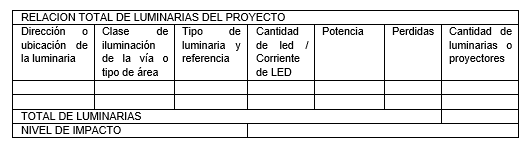 RELACION TOTAL DE LUMINARIAS DEL PROYECTO
Dirección o
ubicación de
la luminaria
Clase de
iluminación
de la vía o
tipo de área
Tipo de
luminaria y
referencia
Cantidad
de led /
Corriente
de LED
Potencia
Perdidas
Cantidad de
luminarias o
proyectores
TOTAL DE LUMINARIAS
NIVEL DE IMPACTO